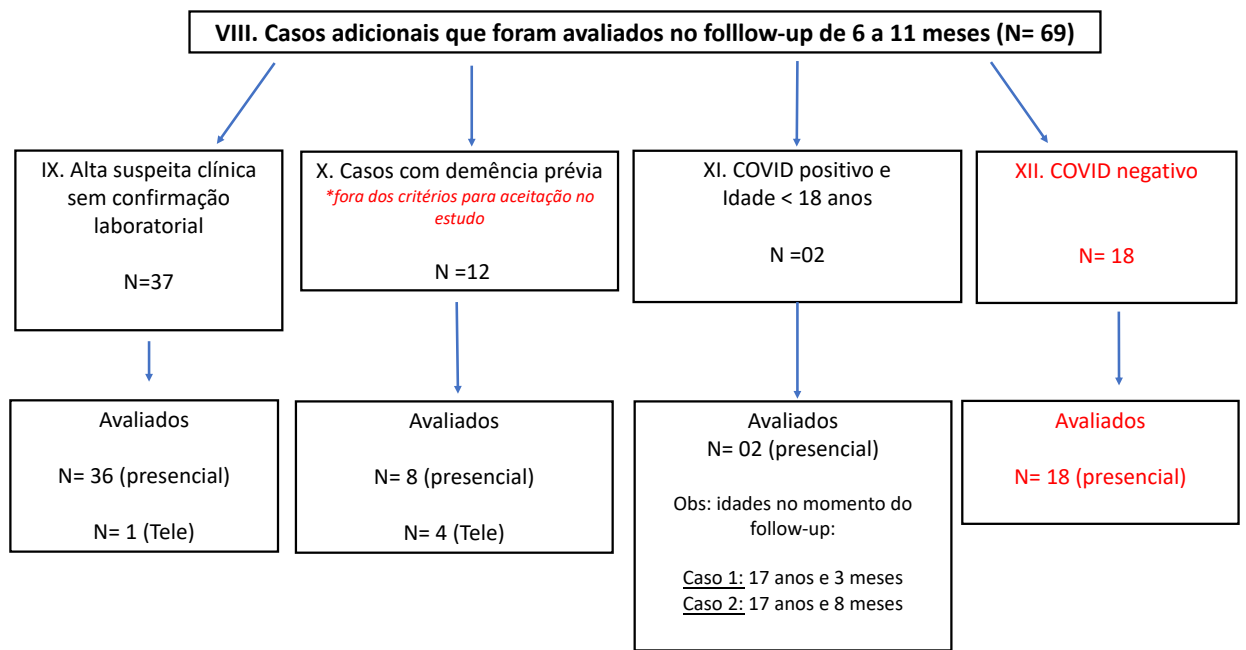 VIII. Casos adicionais que foram avaliados no folllow-up de 6 a 11 meses (N= 69)
IX. Alta suspeita clínica
sem confirmação
laboratorial
N=37
X. Casos com demência prévia
*fora dos critérios para aceitação no
estudo
N =12
XI. COVID positivo e
Idade < 18 anos
N =02
XII. COVID negativo
N= 18
Avaliados
N= 36 (presencial)
N= 1 (Tele)
Avaliados
N= 8 (presencial)
N= 4 (Tele)
Avaliados
N= 02 (presencial)
Obs: idades no momento do
follow-up:
Caso 1: 17 anos e 3 meses
Caso 2: 17 anos e 8 meses
Avaliados
N= 18 (presencial)